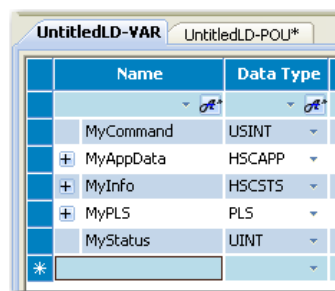 UntitledLD-VAR UntitledLD-POU*
Name Data Type
MyCommand USINT
MyAppData HSCAPP
MyInfo HSCSTS
MyPLS PLS
MyStatus UINT